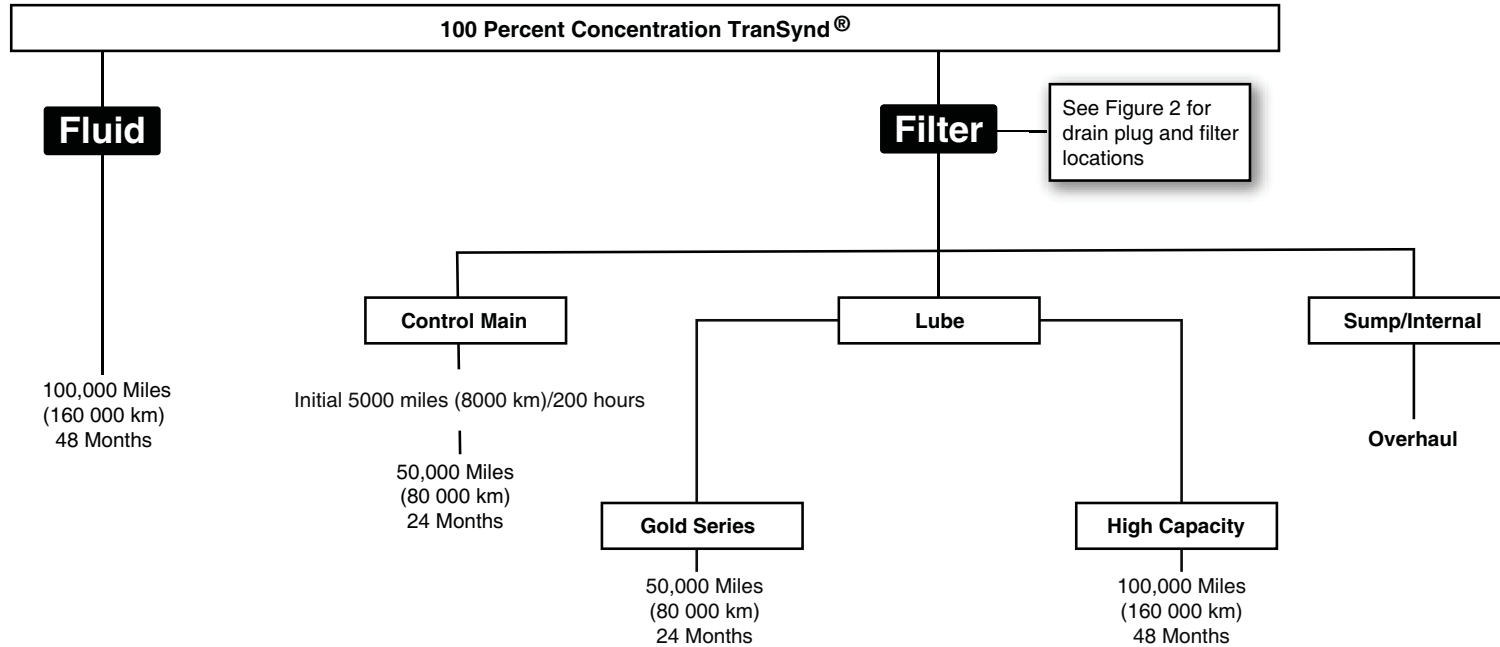 100 Percent Concentration TranSynd®
Fluid
Filter
See Figure 2 for
drain plug and filter
locations
Control Main
Lube
Sump/Internal
100,000 Miles
(160 000 km)
48 Months
Initial 5000 miles (8000 km)/200 hours
50,000 Miles
(80 000 km)
24 Months
Overhaul
Gold Series
High Capacity
50,000 Miles
(80 000 km)
24 Months
100,000 Miles
(160 000 km)
48 Months